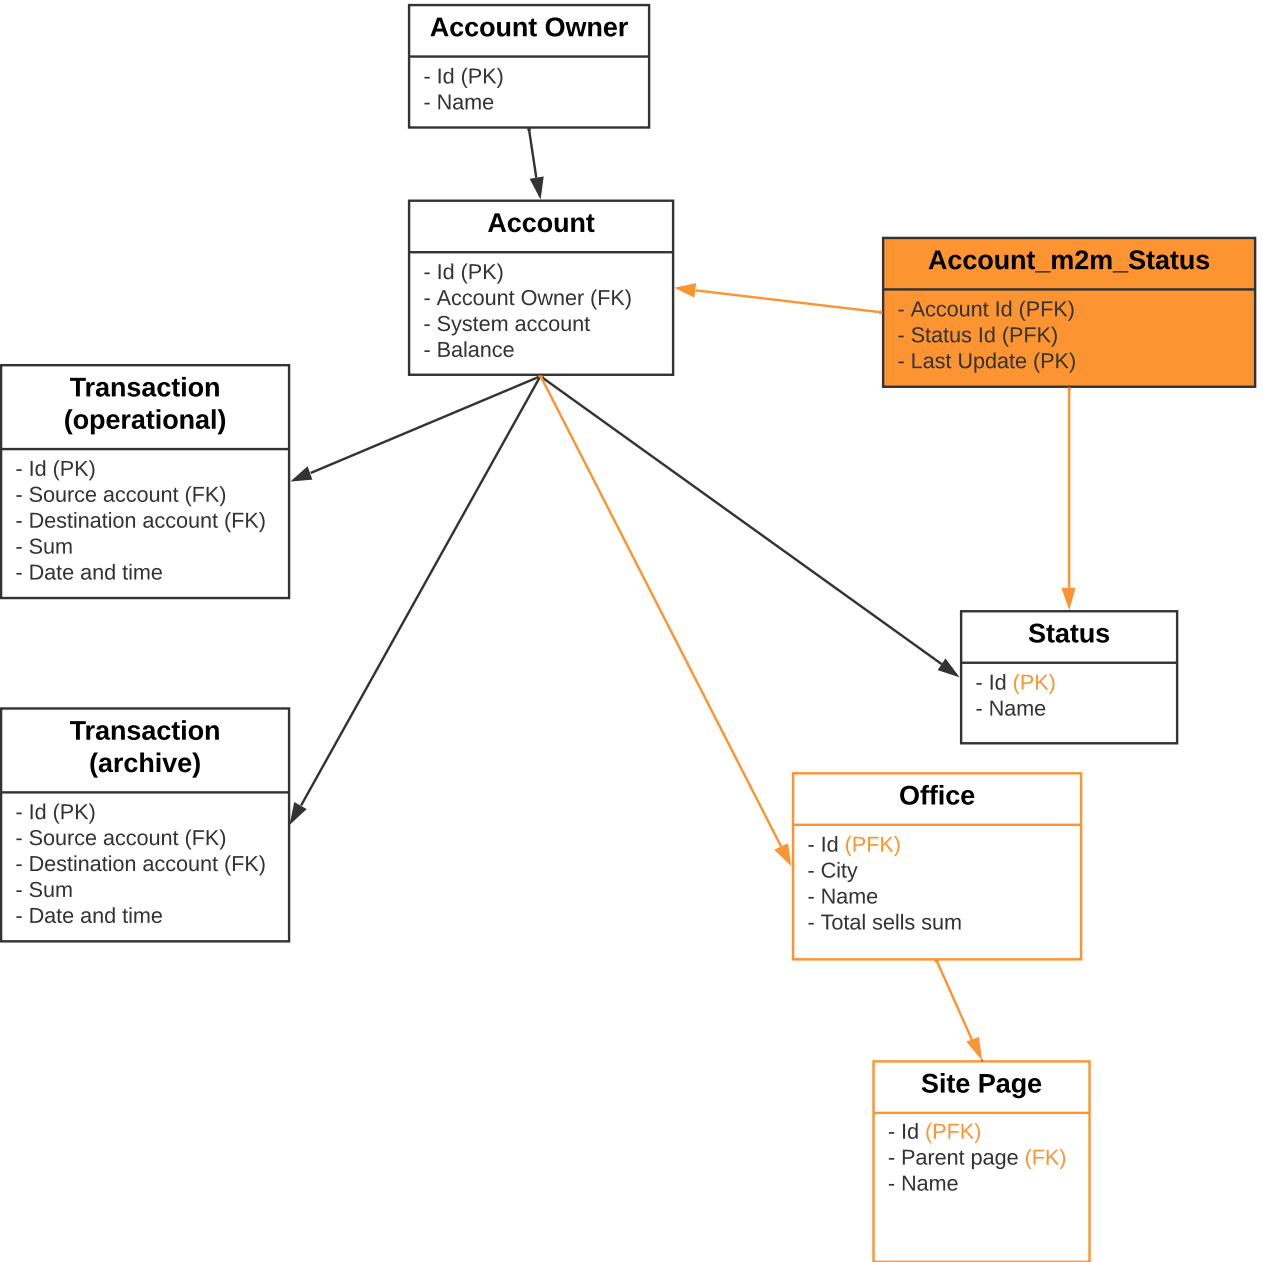 Account Owner
- Id (PK)
- Name
Account
- Id (PK)
- Account Owner (FK)
- System account
- Balance
Account_m2m_Status
- Account Id (PFK)
- Status Id (PFK)
- Last Update (PK)
Transaction
(operational)
- Id (PK)
- Source account (FK)
- Destination account (FK)
- Sum
- Date and time
Status
- Id (PK)
- Name
Transaction
(archive)
- Id (PK)
- Source account (FK)
- Destination account (FK)
- Sum
- Date and time
Office
- Id (PFK)
- City
- Name
- Total sells sum
Site Page
- Id (PFK)
- Parent page (FK)
- Name